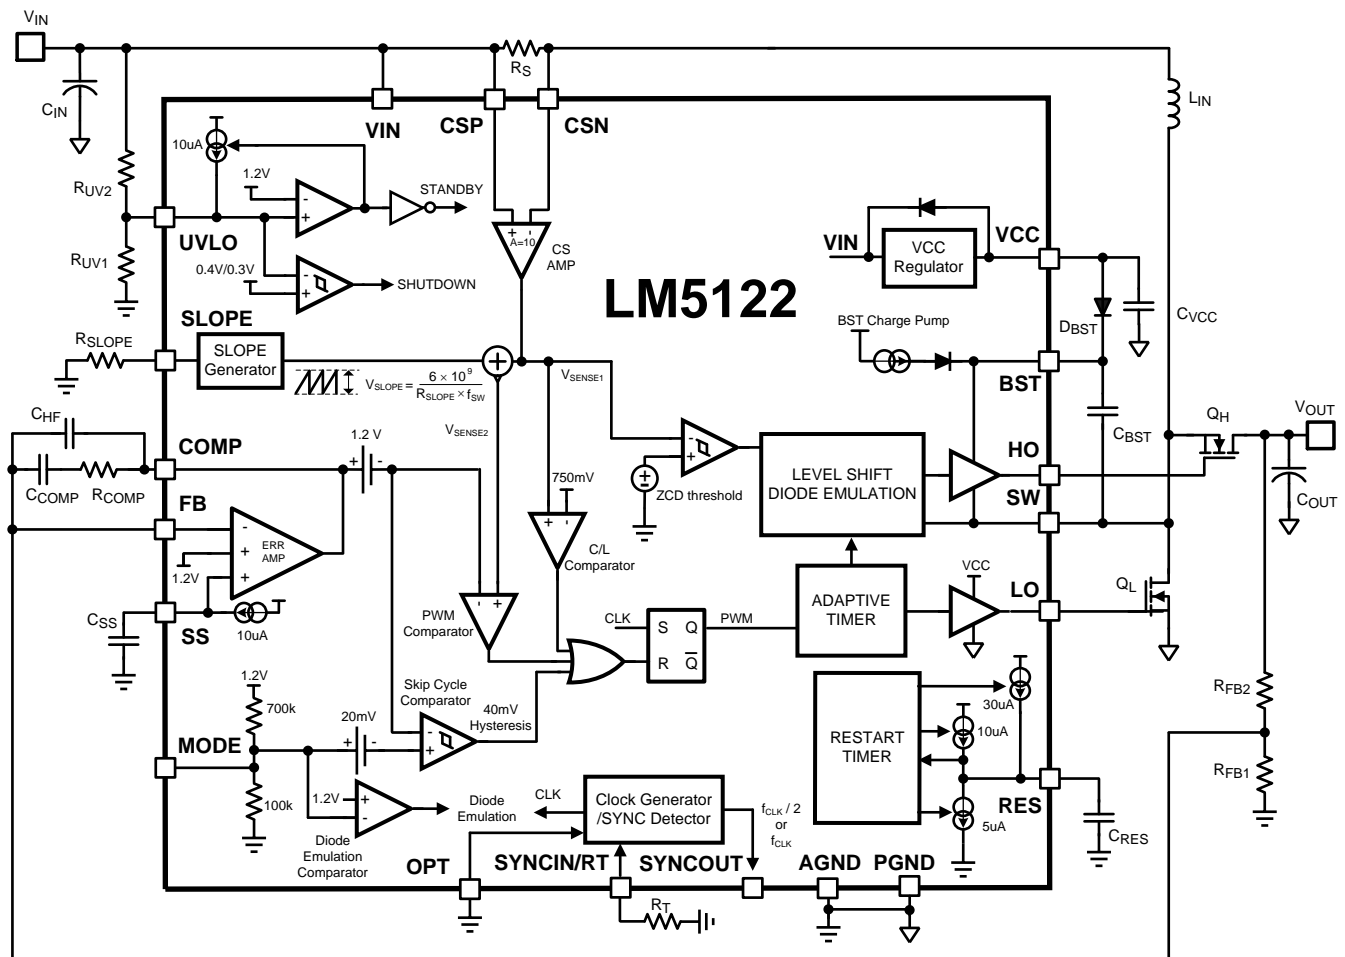 VIN
RS
CIN
LIN
VIN
CSP
CSN
10uA
RUV2
1.2V
-
+
STANDBY
UVLO
+ -
A=10
CS
AMP
VIN
VCC
Regulator
VCC
RUV1
0.4V/0.3V
-
+
SHUTDOWN
LM5122
CVCC
DBST
BST Charge Pump
SLOPE
RSLOPE
SLOPE
Generator
+
VSLOPE = 6 × 10^9 / RSLOPE × fSW
VSENSE1
BST
CHF
COMP
1.2 V
+ -
VSENSE2
-
+
CBST
QH
VOUT
CCOMP
RCOMP
750mV
+
-
ZCD threshold
LEVEL SHIFT
DIODE EMULATION
HO
SW
COUT
FB
-
+
+
ERR
AMP
1.2V
+ -
C/L
Comparator
CSS
SS
10uA
- +
PWM
Comparator
CLK
S Q
R Q̅
PWM
ADAPTIVE
TIMER
VCC
LO
QL
1.2V
700k
Skip Cycle
Comparator
40mV
Hysteresis
20mV
+ -
-
+
MODE
RESTART
TIMER
30uA
10uA
5uA
RES
CRES
RFB2
RFB1
100k
1.2V
+
-
Diode
Emulation
Diode
Emulation
Comparator
CLK
Clock Generator
/SYNC Detector
fCLK / 2
or
fCLK
OPT
SYNCIN/RT
SYNCOUT
AGND
PGND
RT